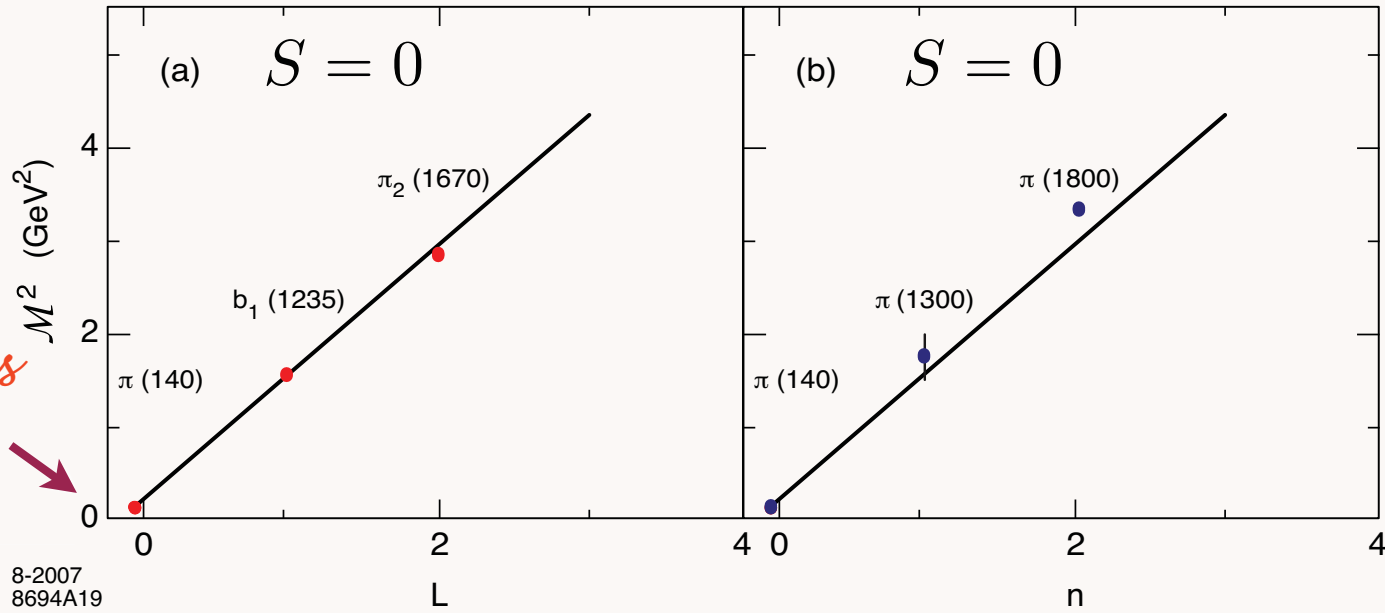 (a) S = 0
(b) S = 0
4
π₂ (1670)
π (1800)
ℳ² (GeV²)
b₁ (1235)
π (1300)
2
s
π (140)
π (140)
0
0 2 4
0 2 4
8-2007
8694A19
L
n